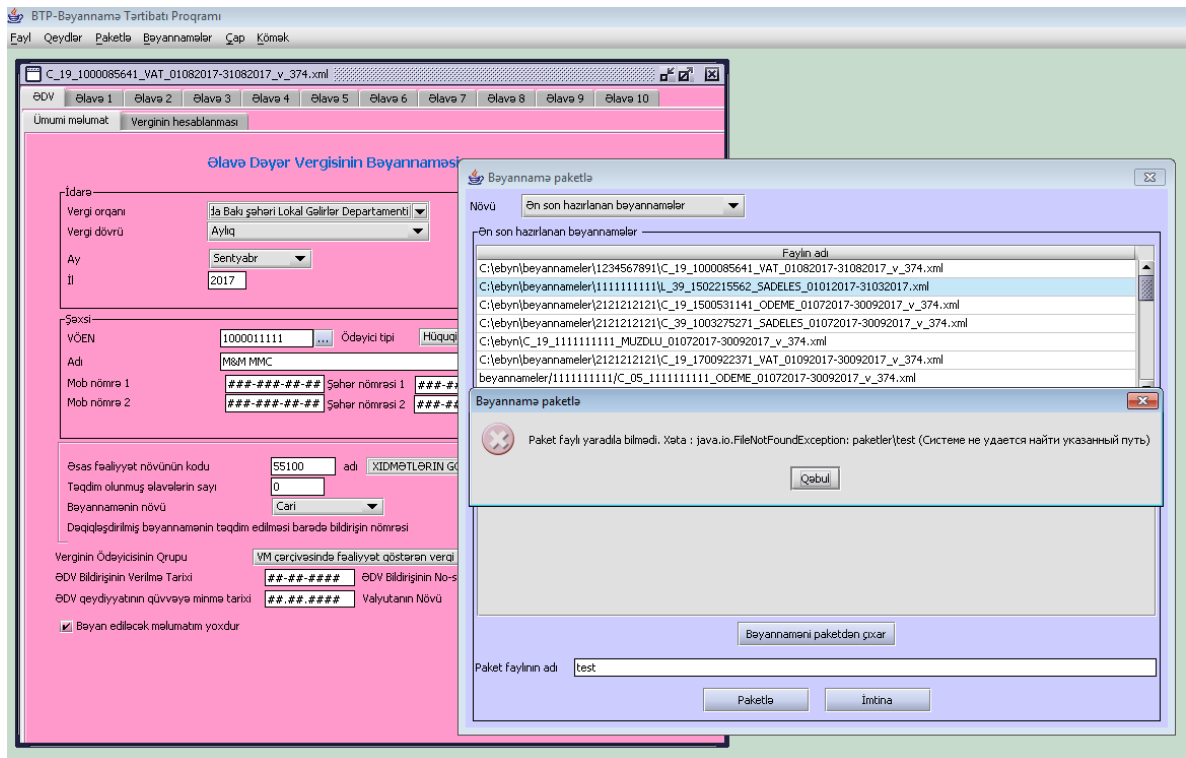 BTP-Bəyannamə Tərtibatı Proqramı
Fayl Qeydlər Paketlə Bəyannamələr Çap Kömək
C_19_1000085641_VAT_01082017-31082017_v_374.xml
ƏDV Əlavə 1 Əlavə 2 Əlavə 3 Əlavə 4 Əlavə 5 Əlavə 6 Əlavə 7 Əlavə 8 Əlavə 9 Əlavə 10
Ümumi məlumat Verginin hesablanması
Əlavə Dəyər Vergisinin Bəyannaməsi
İdarə
Vergi orqanı da Bakı şəhəri Lokal Gəlirlər Departamenti
Vergi dövrü Aylıq
Ay Sentyabr
İl 2017
Şəxsi
VÖEN 1000011111 ... Ödəyici tipi Hüquqi
Adı M&M MMC
Mob nömrə 1 ###-###-##-## Şəhər nömrəsi 1 ###-##
Mob nömrə 2 ###-###-##-## Şəhər nömrəsi 2 ###-##
Əsas fəaliyyət növünün kodu 55100 adı XIDMƏTLƏRIN
Təqdim olunmuş əlavələrin sayı 0
Bəyannamənin növü Cari
Dəqiqləşdirilmiş bəyannamənin təqdim edilməsi barədə bildirişin nömrəsi
Verginin Ödəyicisinin Qrupu VM çərçivəsində fəaliyyət göstərən vergi
ƏDV Bildirişinin Verilmə Tarixi ##-##-#### ƏDV Bildirişinin No-s
ƏDV qeydiyyatının qüvvəyə minmə tarixi ##.##.#### Valyutanın Növü
Bəyan ediləcək məlumatım yoxdur
Bəyannamə paketlə
Növü Ən son hazırlanan bəyannamələr
Ən son hazırlanan bəyannamələr
Faylın adı
C:\ebyn\beyannameler\1234567891\C_19_1000085641_VAT_01082017-31082017_v_374.xml
C:\ebyn\beyannameler\1111111111\L_39_1502215562_SADELES_01012017-31032017.xml
C:\ebyn\beyannameler\2121212121\C_19_1500531141_ODEME_01072017-30092017_v_374.xml
C:\ebyn\beyannameler\2121212121\C_39_1003275271_SADELES_01072017-30092017_v_374.xml
C:\ebyn\C_19_1111111111_MUZDLU_01072017-30092017_v_374.xml
C:\ebyn\beyannameler\2121212121\C_19_1700922371_VAT_01092017-30092017_v_374.xml
beyannameler/1111111111/C_05_1111111111_ODEME_01072017-30092017_v_374.xml
Bəyannamə paketlə
Paket faylı yaradıla bilmədi. Xəta : java.io.FileNotFoundException: paketler\test (Системе не удается найти указанный путь)
Qəbul
Bəyannaməni paketdən çıxar
Paket faylının adı test
Paketlə İmtina